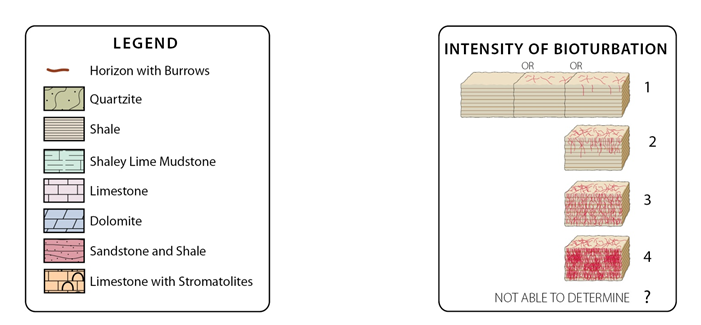 LEGEND
Horizon with Burrows
Quartzite
Shale
Shaley Lime Mudstone
Limestone
Dolomite
Sandstone and Shale
Limestone with Stromatolites
INTENSITY OF BIOTURBATION
OR OR
1
2
3
4
NOT ABLE TO DETERMINE ?